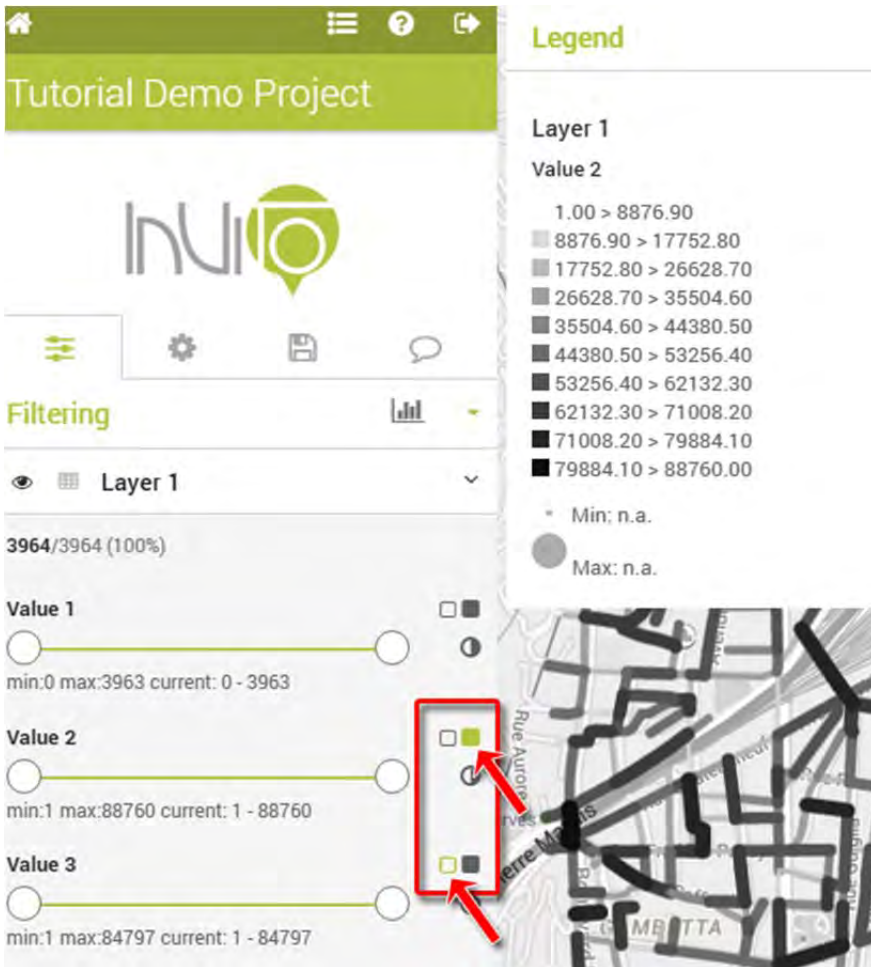 Tutorial Demo Project
InViTo
Filtering
Layer 1
3964/3964 (100%)
Value 1
min:0 max:3963 current: 0 - 3963
Value 2
min:1 max:88760 current: 1 - 88760
Value 3
min:1 max:84797 current: 1 - 84797
Legend
Layer 1
Value 2
1.00 > 8876.90
8876.90 > 17752.80
17752.80 > 26628.70
26628.70 > 35504.60
35504.60 > 44380.50
44380.50 > 53256.40
53256.40 > 62132.30
62132.30 > 71008.20
71008.20 > 79884.10
79884.10 > 88760.00
Min: n.a.
Max: n.a.
Rue Aurore